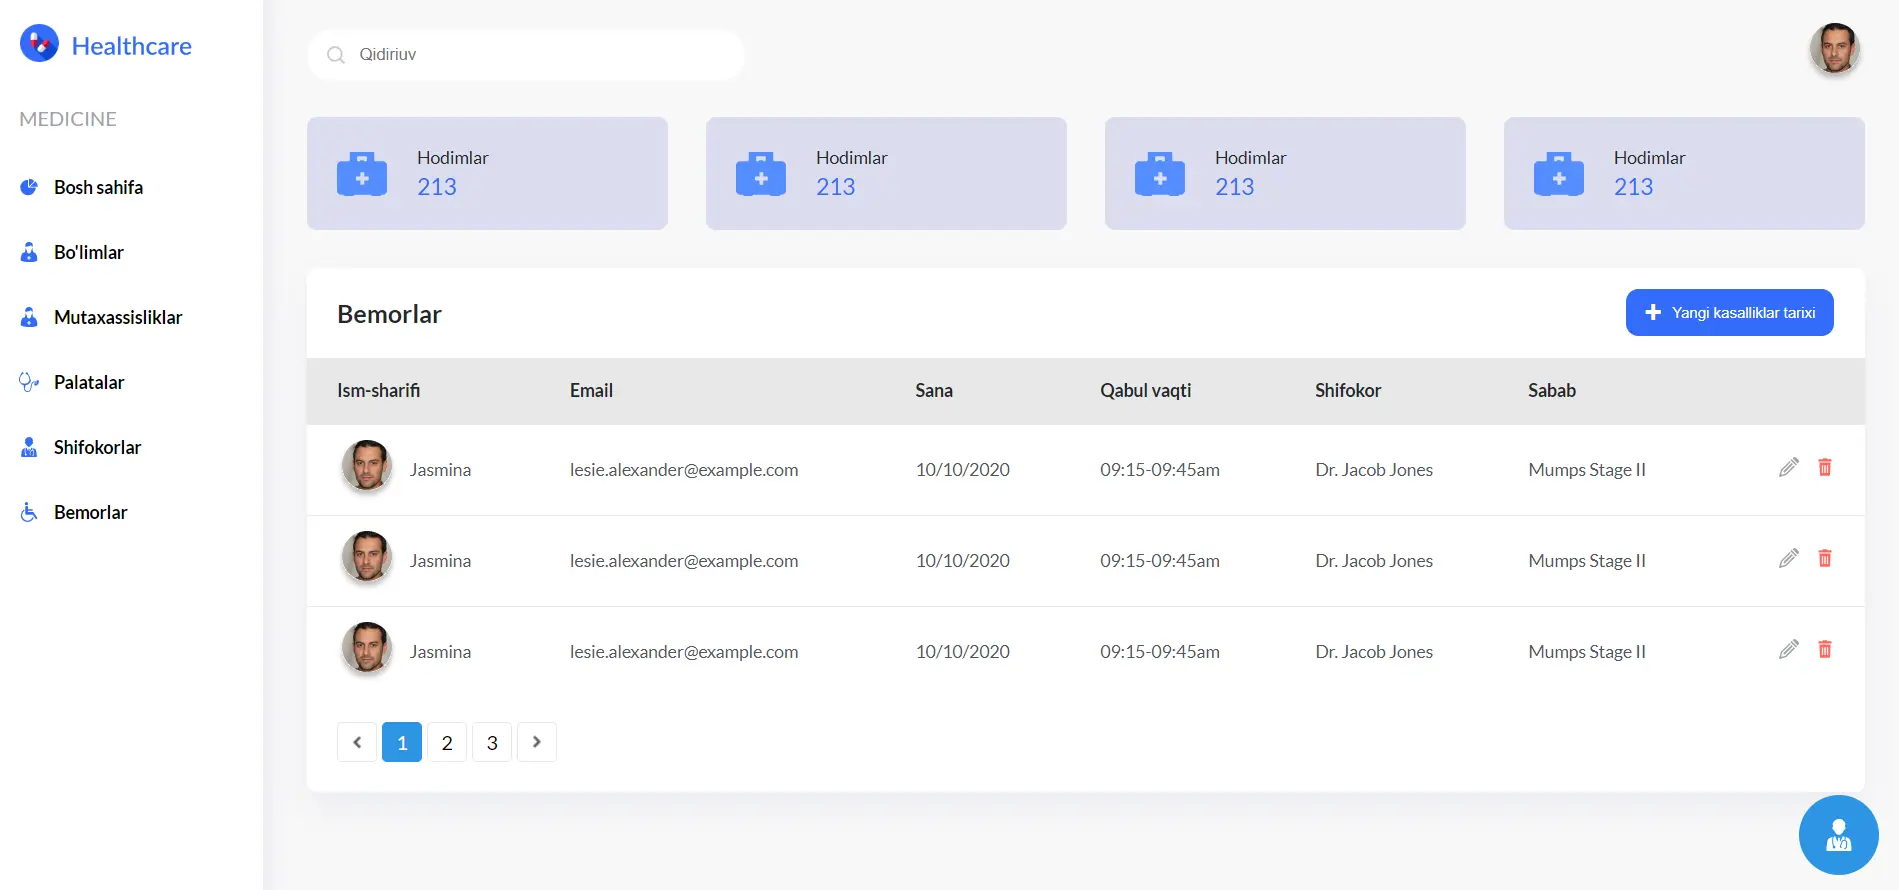 Healthcare
MEDICINE
Bosh sahifa
Bo'limlar
Mutaxassisliklar
Palatalar
Shifokorlar
Bemorlar
Qidiriuv
Hodimlar
213
Hodimlar
213
Hodimlar
213
Hodimlar
213
Bemorlar
Yangi kasalliklar tarixi
Ism-sharifi Email Sana Qabul vaqti Shifokor Sabab
Jasmina lesie.alexander@example.com 10/10/2020 09:15-09:45am Dr. Jacob Jones Mumps Stage II
Jasmina lesie.alexander@example.com 10/10/2020 09:15-09:45am Dr. Jacob Jones Mumps Stage II
Jasmina lesie.alexander@example.com 10/10/2020 09:15-09:45am Dr. Jacob Jones Mumps Stage II
1 2 3